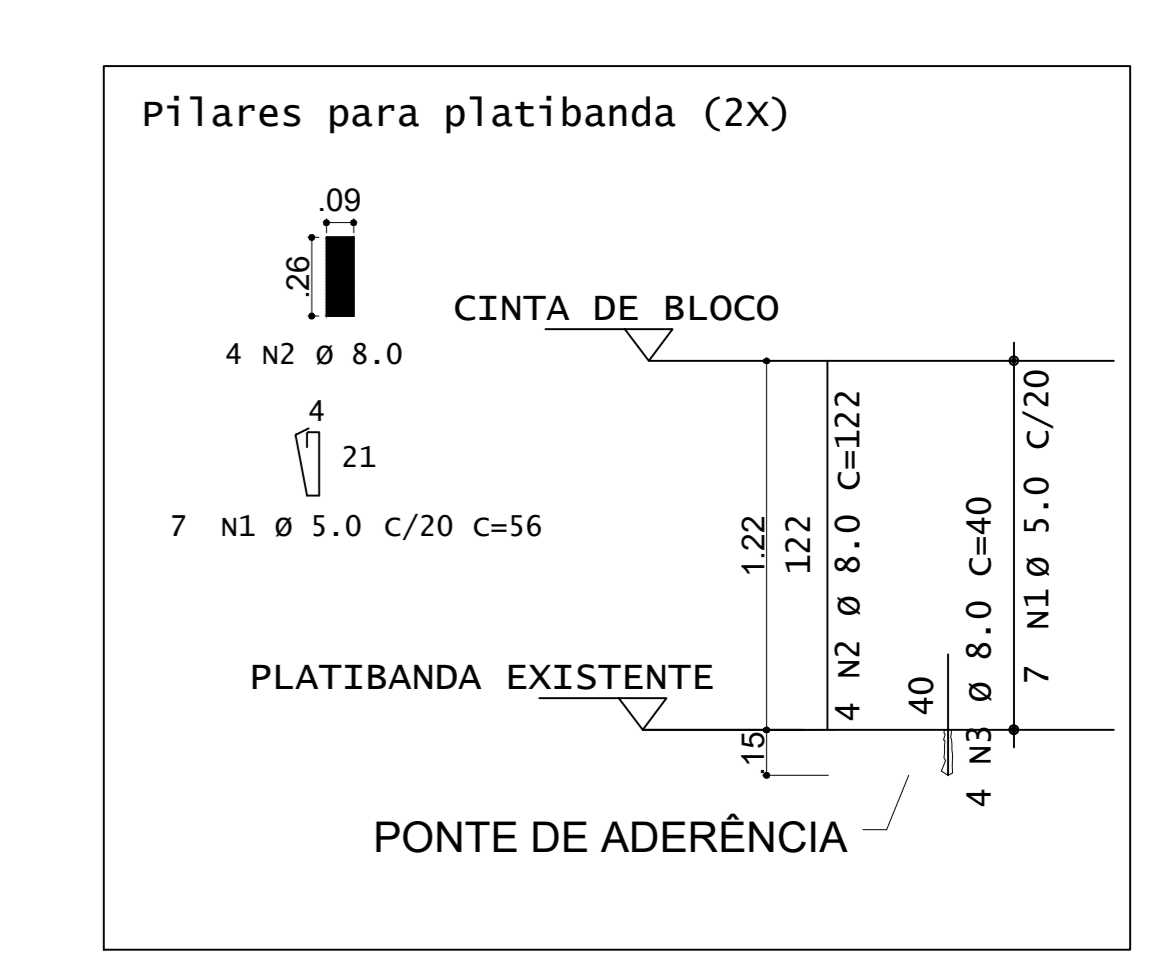 Pilares para platibanda (2X)
.09
.26
4 N2 Ø 8.0
4
21
7 N1 Ø 5.0 C/20 C=56
CINTA DE BLOCO
1.22
122
4 N2 Ø 8.0 C=122
40
4 N3 Ø 8.0 C=40
7 N1 Ø 5.0 C/20
PLATIBANDA EXISTENTE
.15
PONTE DE ADERÊNCIA